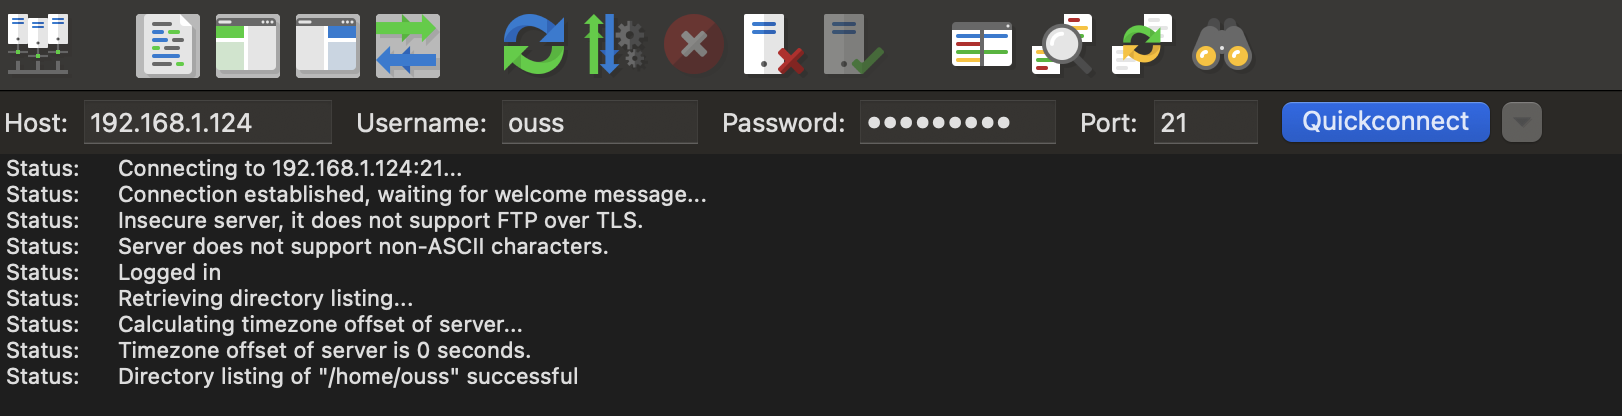 Host: 192.168.1.124 Username: ouss Password: ●●●●●●●●● Port: 21 Quickconnect
Status: Connecting to 192.168.1.124:21...
Status: Connection established, waiting for welcome message...
Status: Insecure server, it does not support FTP over TLS.
Status: Server does not support non-ASCII characters.
Status: Logged in
Status: Retrieving directory listing...
Status: Calculating timezone offset of server...
Status: Timezone offset of server is 0 seconds.
Status: Directory listing of "/home/ouss" successful